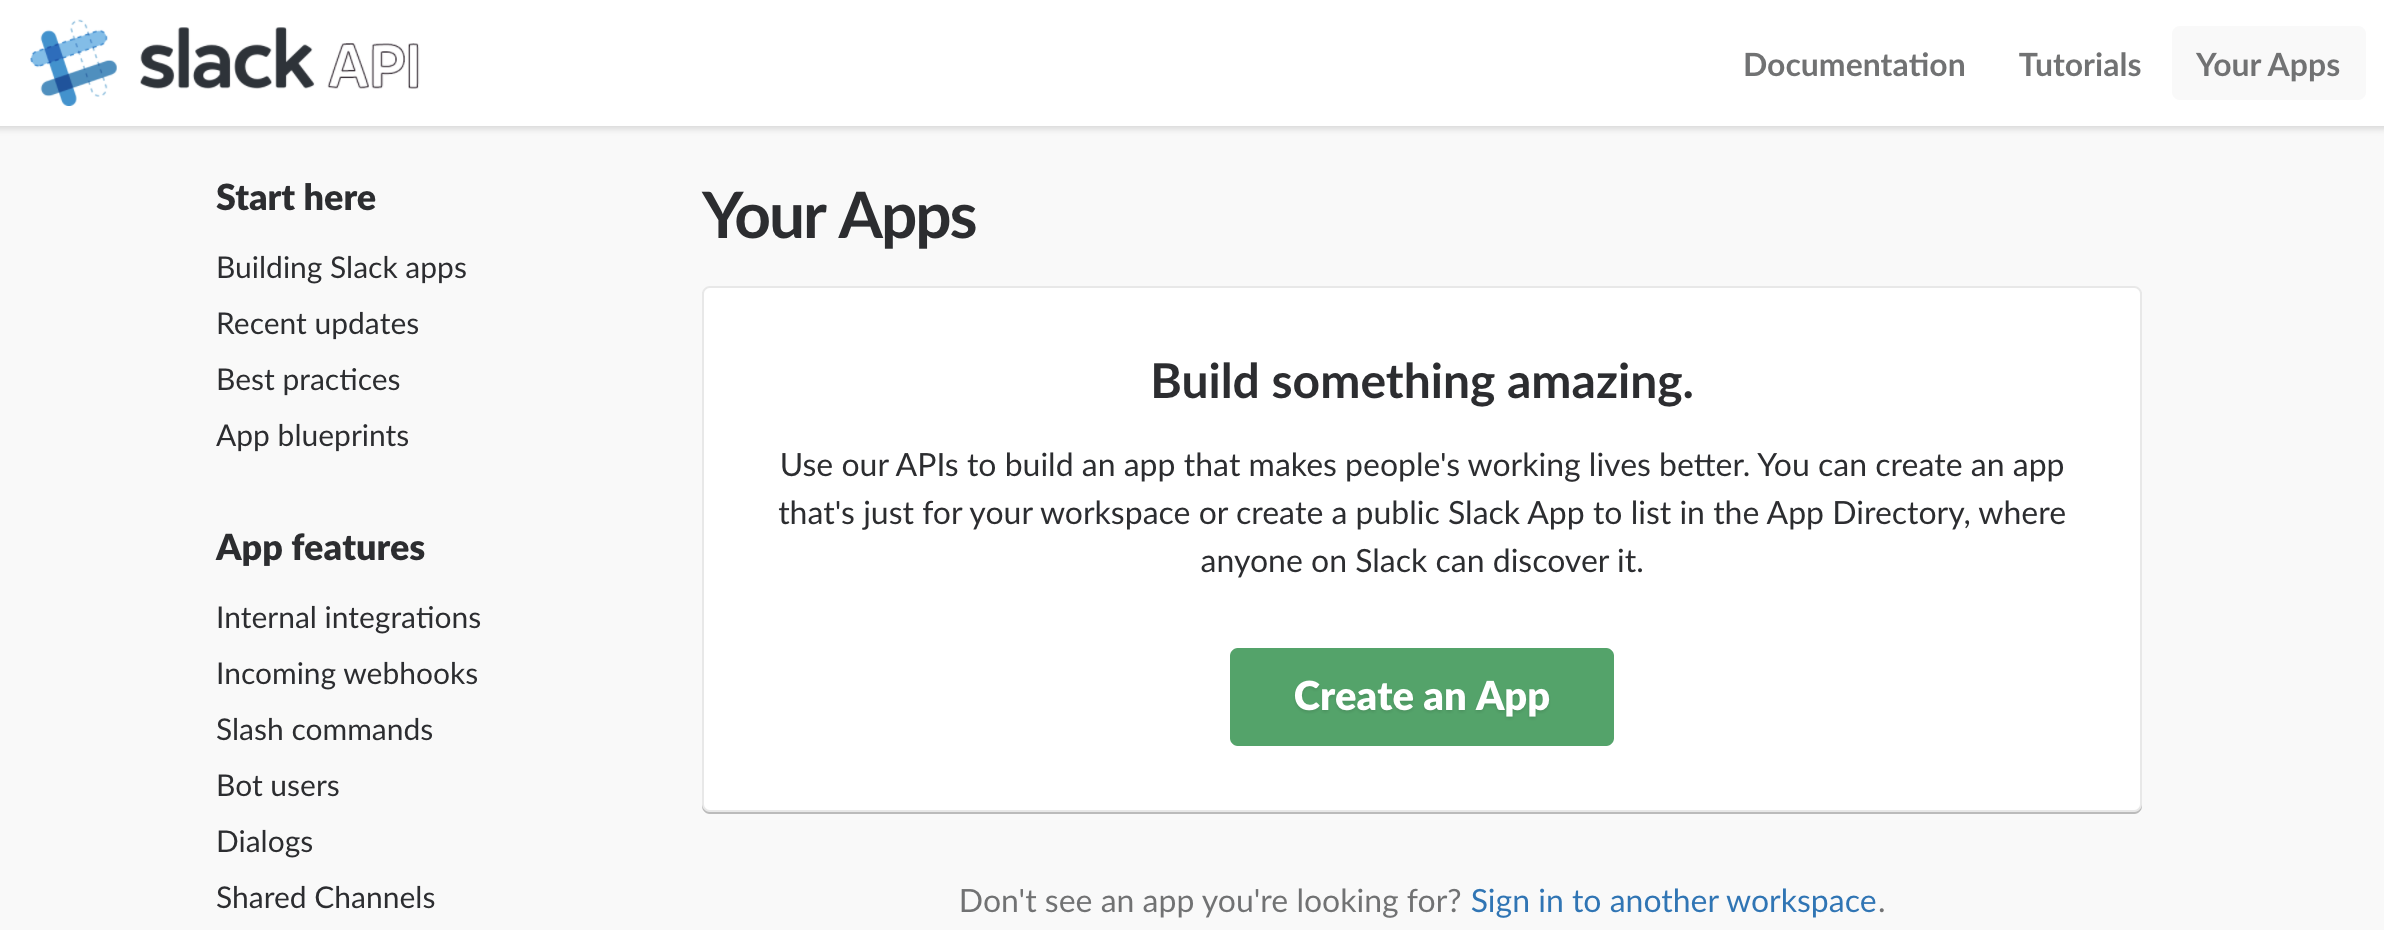 slack API
Documentation
Tutorials
Your Apps
Start here
Building Slack apps
Recent updates
Best practices
App blueprints
App features
Internal integrations
Incoming webhooks
Slash commands
Bot users
Dialogs
Shared Channels
Your Apps
Build something amazing.
Use our APIs to build an app that makes people's working lives better. You can create an app
that's just for your workspace or create a public Slack App to list in the App Directory, where
anyone on Slack can discover it.
Create an App
Don't see an app you're looking for? Sign in to another workspace.